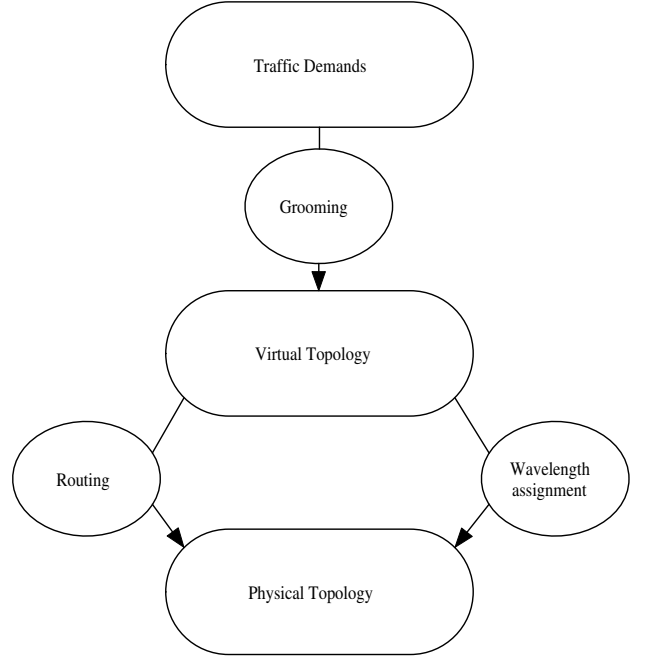 Traffic Demands
Grooming
Virtual Topology
Routing
Wavelength
assignment
Physical Topology